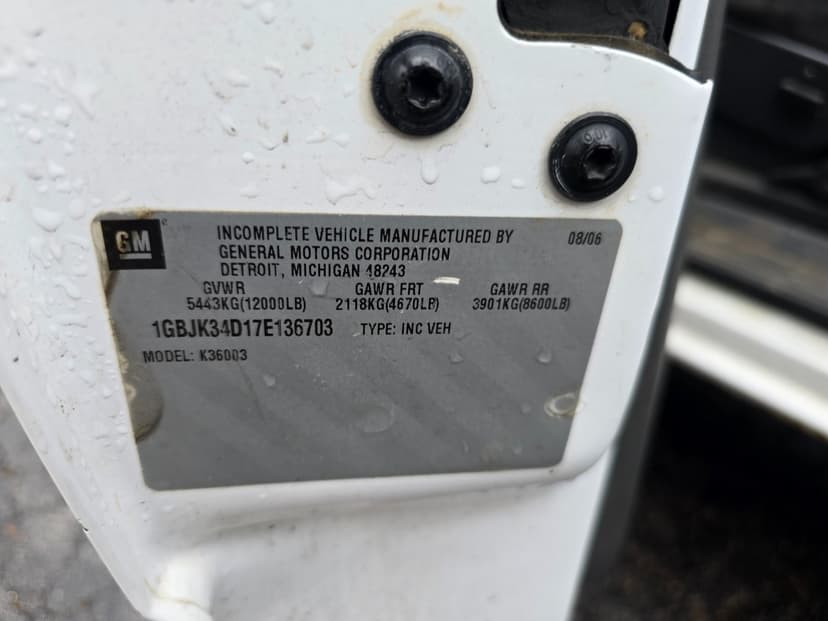 GM
INCOMPLETE VEHICLE MANUFACTURED BY 08/06
GENERAL MOTORS CORPORATION
DETROIT, MICHIGAN 48243
GVWR GAWR FRT GAWR RR
5443KG(12000LB) 2118KG(4670LB) 3901KG(8600LB)
1GBJK34D17E136703 TYPE: INC VEH
MODEL: K36003